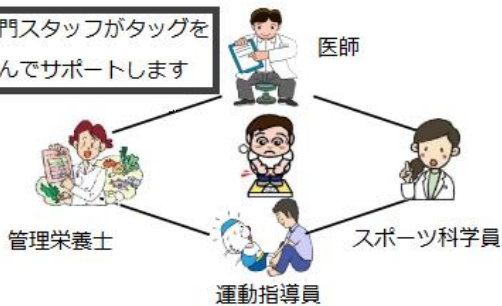 門スタッフがタッグを
んでサポートします
医師
管理栄養士
スポーツ科学員
運動指導員